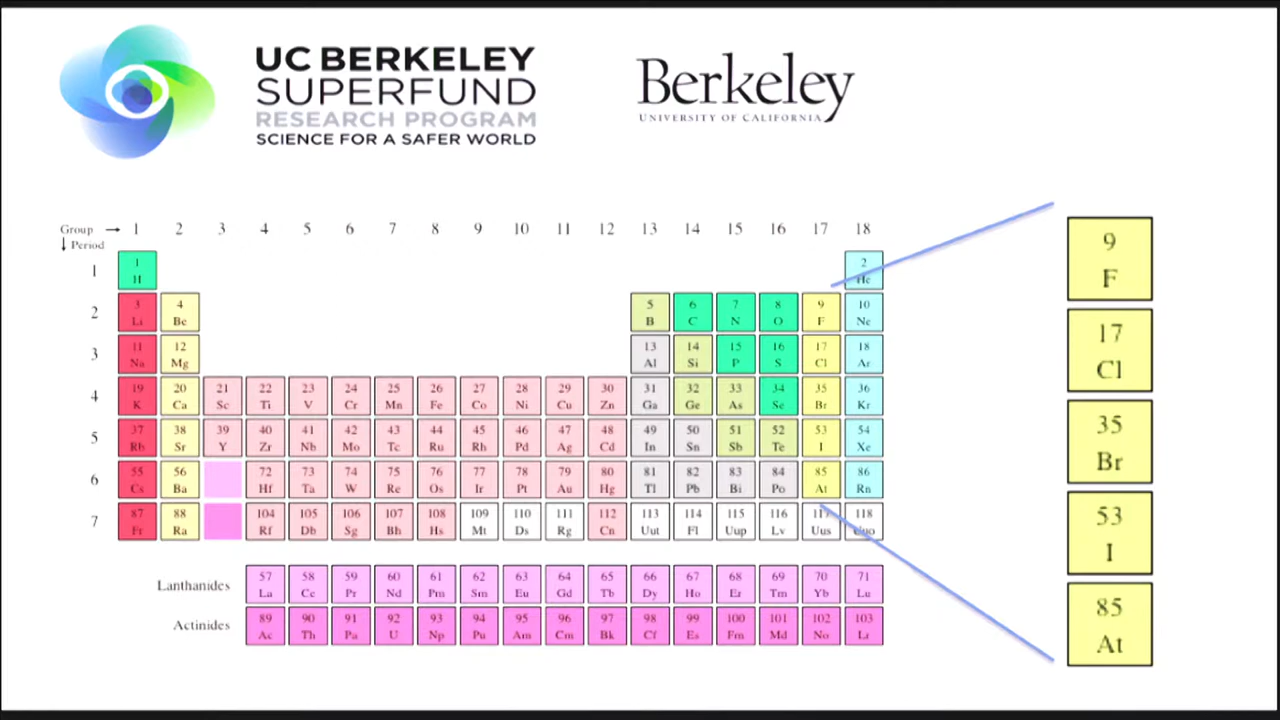 UC BERKELEY
SUPERFUND
RESEARCH PROGRAM
SCIENCE FOR A SAFER WORLD
Berkeley
UNIVERSITY OF CALIFORNIA
Group → 1 2 3 4 5 6 7 8 9 10 11 12 13 14 15 16 17 18
↓ Period
1
1 2
H He
2
3 4 5 6 7 8 9 10
Li Be B C N O F Ne
3
11 12 13 14 15 16 17 18
Na Mg Al Si P S Cl Ar
4
19 20 21 22 23 24 25 26 27 28 29 30 31 32 33 34 35 36
K Ca Sc Ti V Cr Mn Fe Co Ni Cu Zn Ga Ge As Se Br Kr
5
37 38 39 40 41 42 43 44 45 46 47 48 49 50 51 52 53 54
Rb Sr Y Zr Nb Mo Tc Ru Rh Pd Ag Cd In Sn Sb Te I Xe
6
55 56 72 73 74 75 76 77 78 79 80 81 82 83 84 85 86
Cs Ba Hf Ta W Re Os Ir Pt Au Hg Tl Pb Bi Po At Rn
7
87 88 104 105 106 107 108 109 110 111 112 113 114 115 116 117 118
Fr Ra Rf Db Sg Bh Hs Mt Ds Rg Cn Uut Fl Uup Lv Uus Uuo
Lanthanides
57 58 59 60 61 62 63 64 65 66 67 68 69 70 71
La Ce Pr Nd Pm Sm Eu Gd Tb Dy Ho Er Tm Yb Lu
Actinides
89 90 91 92 93 94 95 96 97 98 99 100 101 102 103
Ac Th Pa U Np Pu Am Cm Bk Cf Es Fm Md No Lr
9
F
17
Cl
35
Br
53
I
85
At